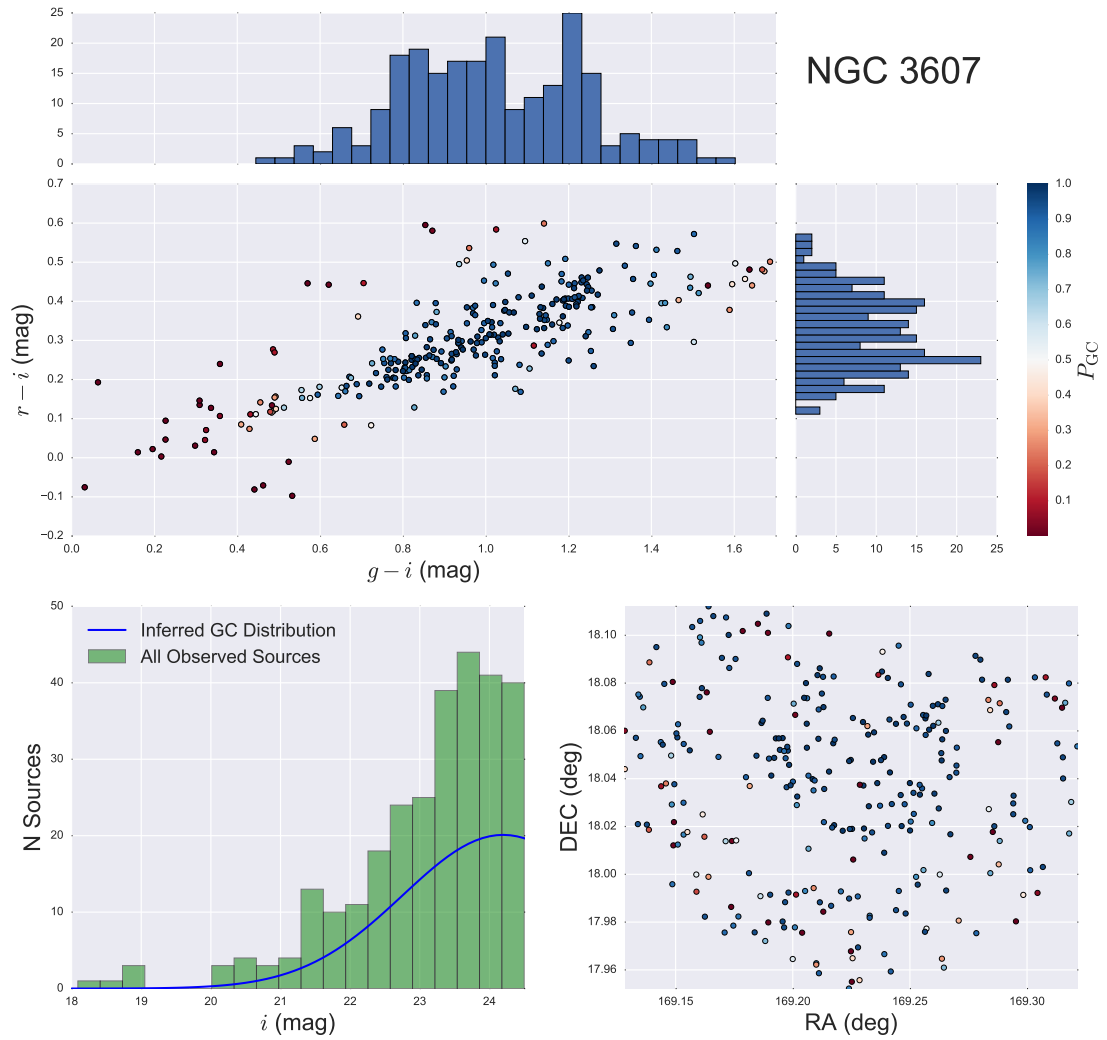 NGC 3607
25
20
15
10
5
0
0.7
0.6
0.5
0.4
0.3
0.2
0.1
0.0
−0.1
−0.2
r − i (mag)
0.0 0.2 0.4 0.6 0.8 1.0 1.2 1.4 1.6
g − i (mag)
0 5 10 15 20 25
1.0
0.9
0.8
0.7
0.6
0.5
0.4
0.3
0.2
0.1
P_GC
50
40
30
20
10
0
N Sources
Inferred GC Distribution
All Observed Sources
18 19 20 21 22 23 24
i (mag)
18.10
18.08
18.06
18.04
18.02
18.00
17.98
17.96
DEC (deg)
169.15 169.20 169.25 169.30
RA (deg)